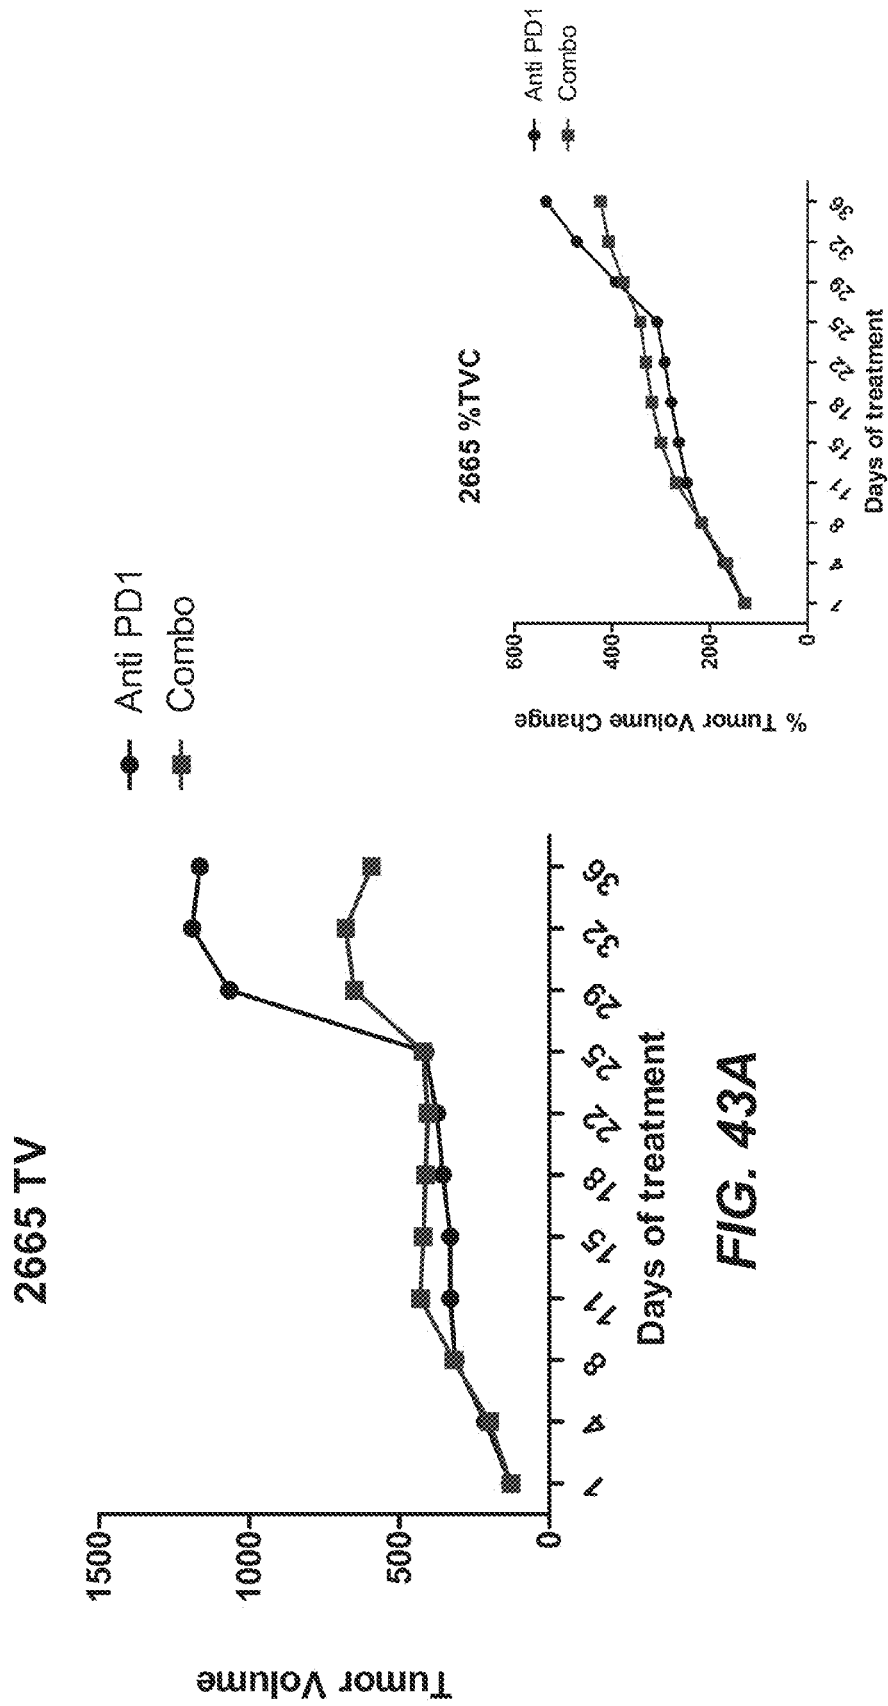 2665 TV
Anti PD1
Combo
Tumor Volume
1500
1000
500
0
1 4 8 11 15 18 22 25 29 32 36
Days of treatment
2665 %TVC
Anti PD1
Combo
% Tumor Volume Change
600
400
200
0
1 4 8 11 15 18 22 25 29 32 36
Days of treatment
FIG. 43A